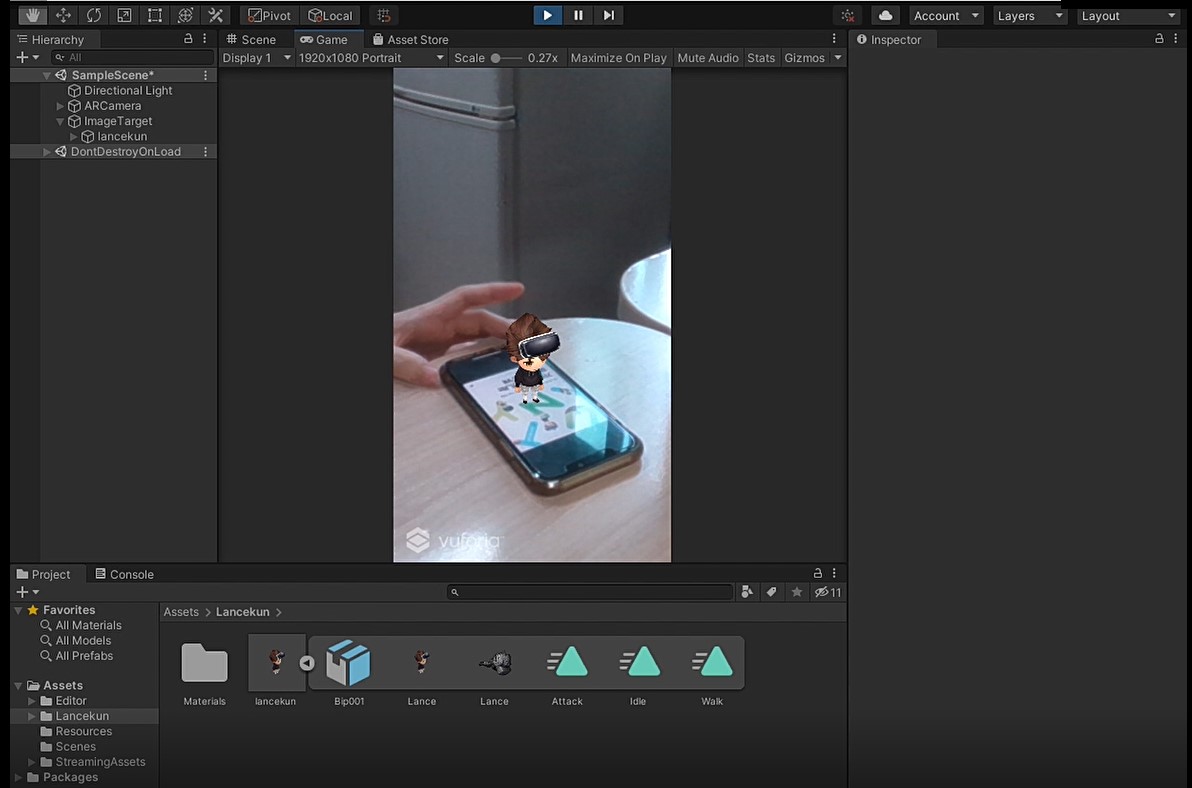 Pivot Local Account Layers Layout
Hierarchy Scene Game Asset Store Inspector
All Display 1 1920x1080 Portrait Scale 0.27x Maximize On Play Mute Audio Stats Gizmos
SampleScene*
Directional Light
ARCamera
ImageTarget
lancekun
DontDestroyOnLoad
vuforia
Project Console
11
Favorites
All Materials
All Models
All Prefabs
Assets
Editor
Lancekun
Resources
Scenes
StreamingAssets
Packages
Assets > Lancekun >
Materials lancekun Bip001 Lance Lance Attack Idle Walk